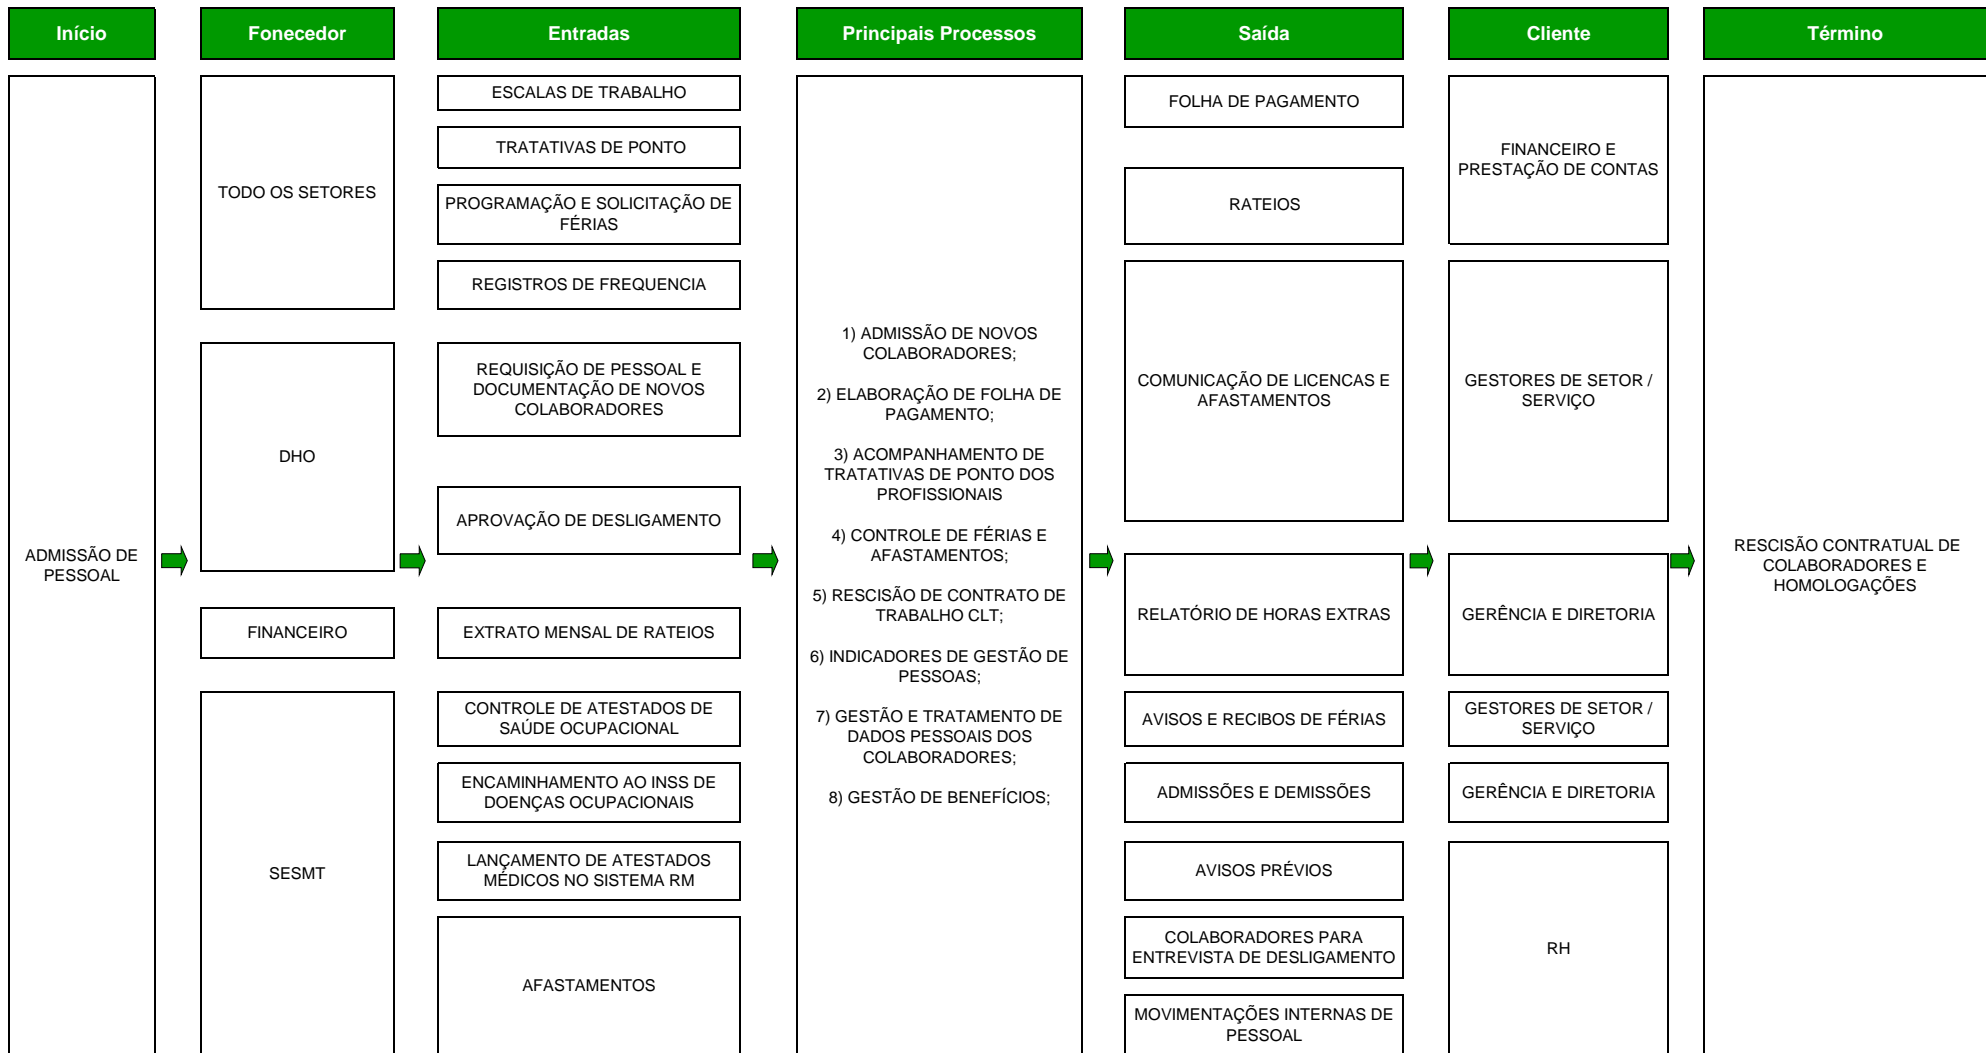 Início
Fonecedor
Entradas
Principais Processos
Saída
Cliente
Término
ADMISSÃO DE
PESSOAL
TODO OS SETORES
DHO
FINANCEIRO
SESMT
ESCALAS DE TRABALHO
TRATATIVAS DE PONTO
PROGRAMAÇÃO E SOLICITAÇÃO DE
FÉRIAS
REGISTROS DE FREQUENCIA
REQUISIÇÃO DE PESSOAL E
DOCUMENTAÇÃO DE NOVOS
COLABORADORES
APROVAÇÃO DE DESLIGAMENTO
EXTRATO MENSAL DE RATEIOS
CONTROLE DE ATESTADOS DE
SAÚDE OCUPACIONAL
ENCAMINHAMENTO AO INSS DE
DOENÇAS OCUPACIONAIS
LANÇAMENTO DE ATESTADOS
MÉDICOS NO SISTEMA RM
AFASTAMENTOS
1) ADMISSÃO DE NOVOS
COLABORADORES;
2) ELABORAÇÃO DE FOLHA DE
PAGAMENTO;
3) ACOMPANHAMENTO DE
TRATATIVAS DE PONTO DOS
PROFISSIONAIS
4) CONTROLE DE FÉRIAS E
AFASTAMENTOS;
5) RESCISÃO DE CONTRATO DE
TRABALHO CLT;
6) INDICADORES DE GESTÃO DE
PESSOAS;
7) GESTÃO E TRATAMENTO DE
DADOS PESSOAIS DOS
COLABORADORES;
8) GESTÃO DE BENEFÍCIOS;
FOLHA DE PAGAMENTO
RATEIOS
COMUNICAÇÃO DE LICENCAS E
AFASTAMENTOS
RELATÓRIO DE HORAS EXTRAS
AVISOS E RECIBOS DE FÉRIAS
ADMISSÕES E DEMISSÕES
AVISOS PRÉVIOS
COLABORADORES PARA
ENTREVISTA DE DESLIGAMENTO
MOVIMENTAÇÕES INTERNAS DE
PESSOAL
FINANCEIRO E
PRESTAÇÃO DE CONTAS
GESTORES DE SETOR /
SERVIÇO
GERÊNCIA E DIRETORIA
GESTORES DE SETOR /
SERVIÇO
GERÊNCIA E DIRETORIA
RH
RESCISÃO CONTRATUAL DE
COLABORADORES E
HOMOLOGAÇÕES